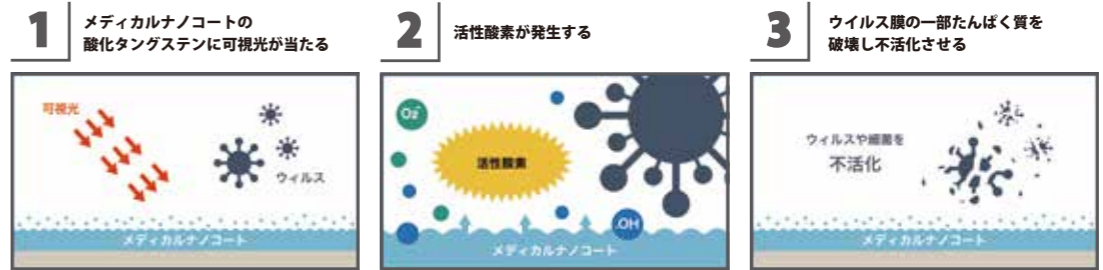 1
メディカルナノコートの
酸化タングステンに可視光が当たる
可視光
ウィルス
メディカルナノコート
2
活性酸素が発生する
O₂⁻
活性酸素
.OH
メディカルナノコート
3
ウイルス膜の一部たんぱく質を
破壊し不活化させる
ウィルスや細菌を
不活化
メディカルナノコート